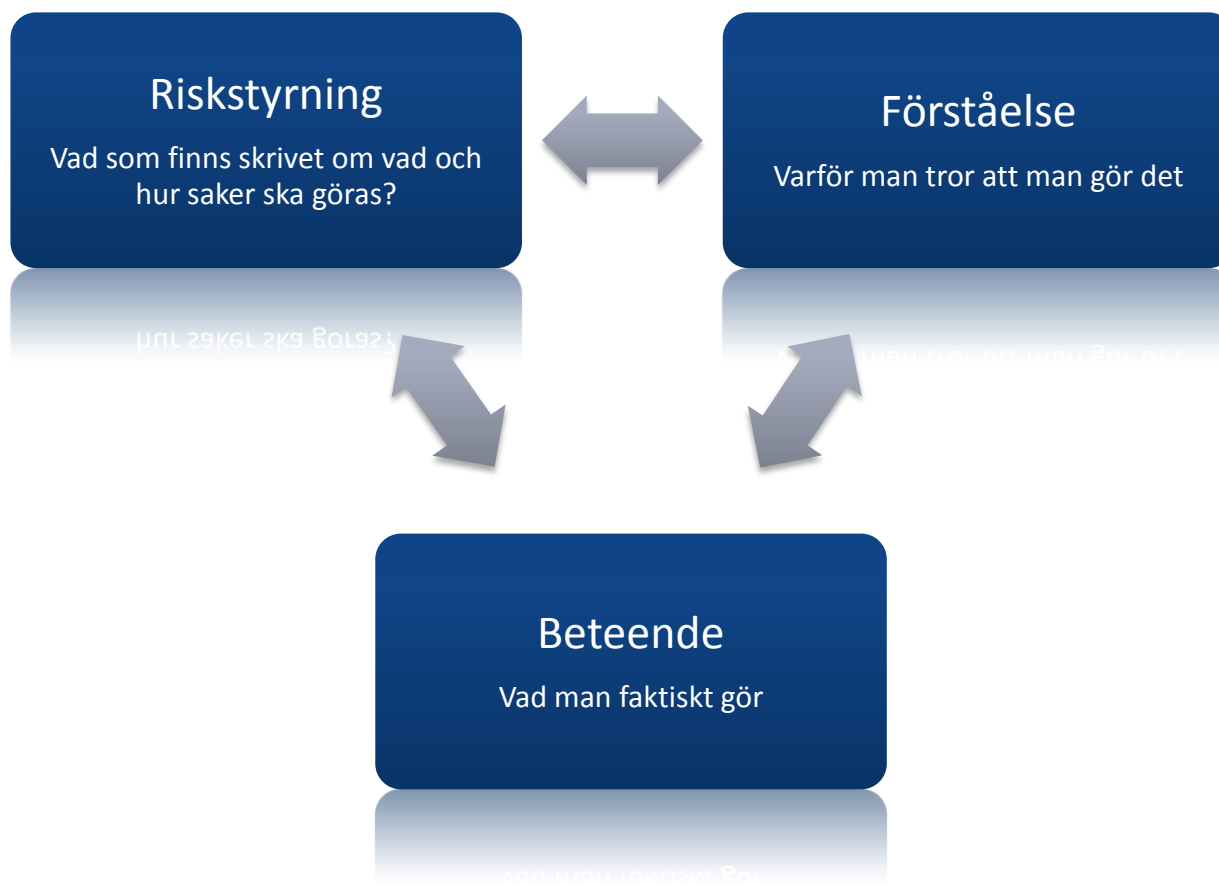 Riskstyrning
Vad som finns skrivet om vad och
hur saker ska göras?
Förståelse
Varför man tror att man gör det
Beteende
Vad man faktiskt gör